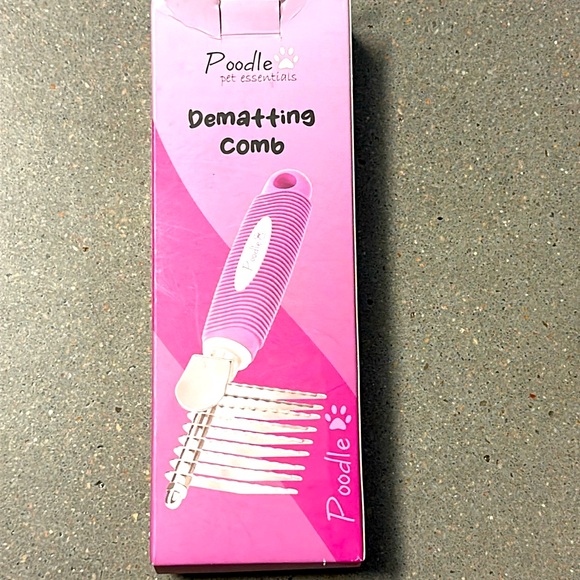 Poodle
pet essentials
Dematting
Comb
Poodle
Poodle